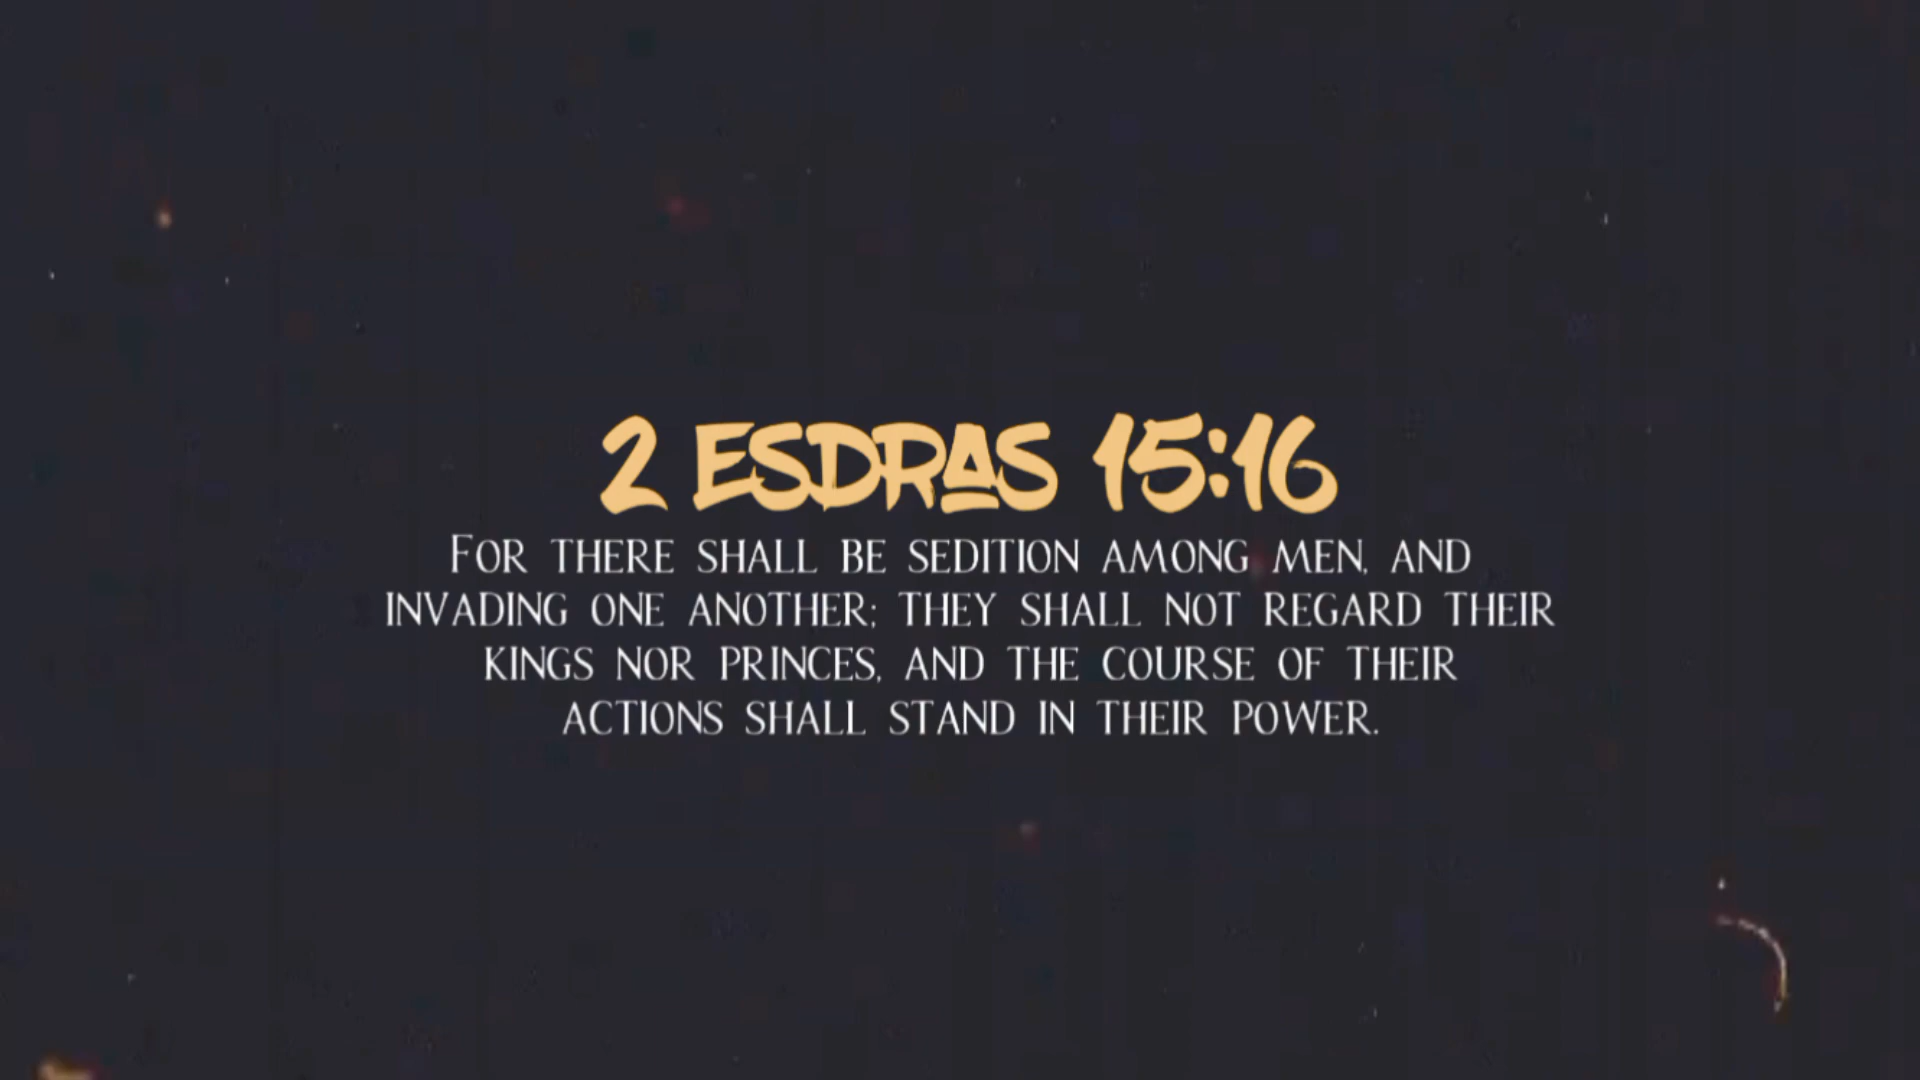 2 ESDRAS 15:16
FOR THERE SHALL BE SEDITION AMONG MEN, AND
INVADING ONE ANOTHER; THEY SHALL NOT REGARD THEIR
KINGS NOR PRINCES, AND THE COURSE OF THEIR
ACTIONS SHALL STAND IN THEIR POWER.